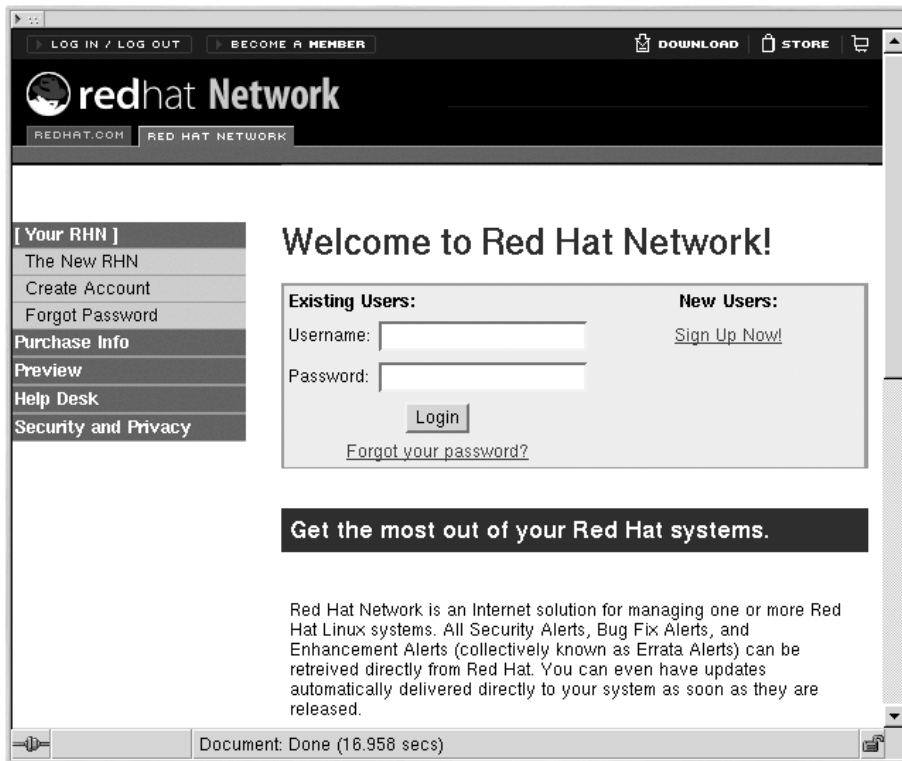 LOG IN / LOG OUT BECOME A MEMBER DOWNLOAD STORE
redhat Network
REDHAT.COM RED HAT NETWORK
[ Your RHN ]
The New RHN
Create Account
Forgot Password
Purchase Info
Preview
Help Desk
Security and Privacy
Welcome to Red Hat Network!
Existing Users: New Users:
Username: Sign Up Now!
Password:
Login
Forgot your password?
Get the most out of your Red Hat systems.
Red Hat Network is an Internet solution for managing one or more Red
Hat Linux systems. All Security Alerts, Bug Fix Alerts, and
Enhancement Alerts (collectively known as Errata Alerts) can be
retreived directly from Red Hat. You can even have updates
automatically delivered directly to your system as soon as they are
released.
Document: Done (16.958 secs)